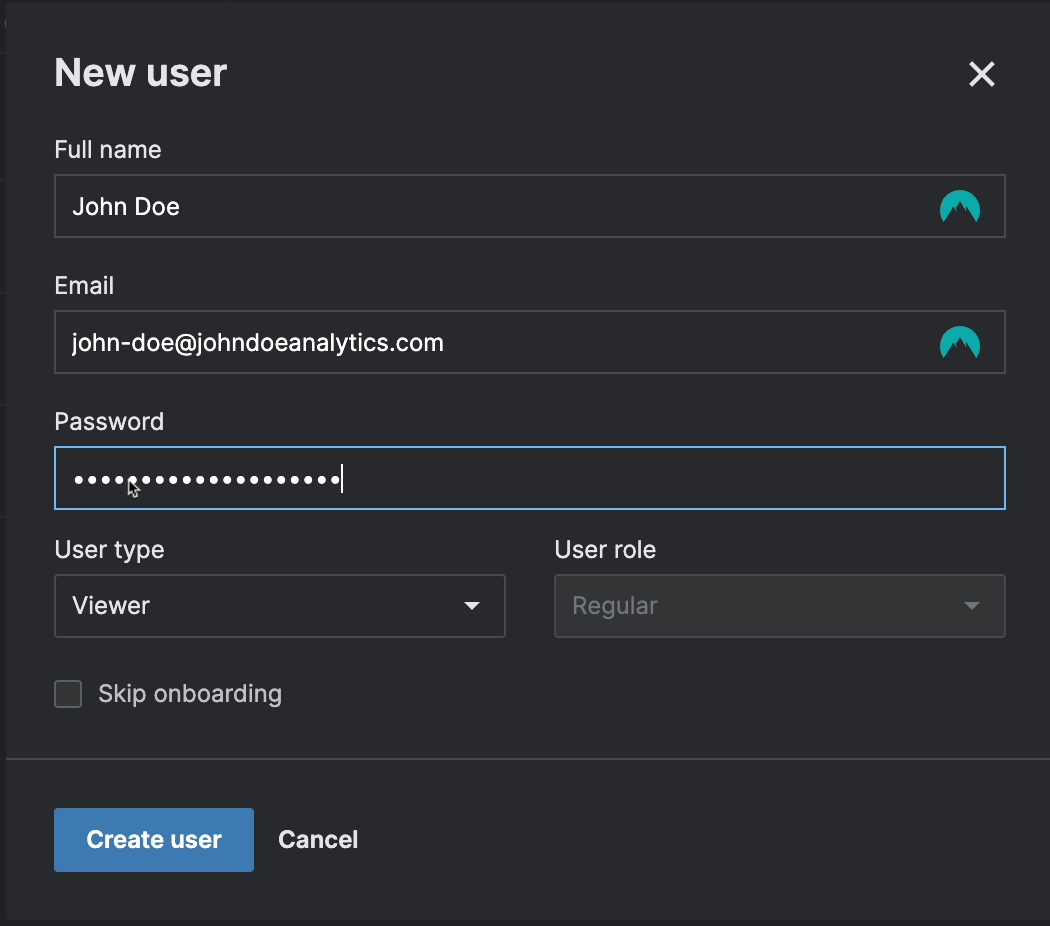 New user
Full name
John Doe
Email
john-doe@johndoeanalytics.com
Password
••••••••••••••••••••
User type
User role
Viewer
Regular
Skip onboarding
Create user
Cancel